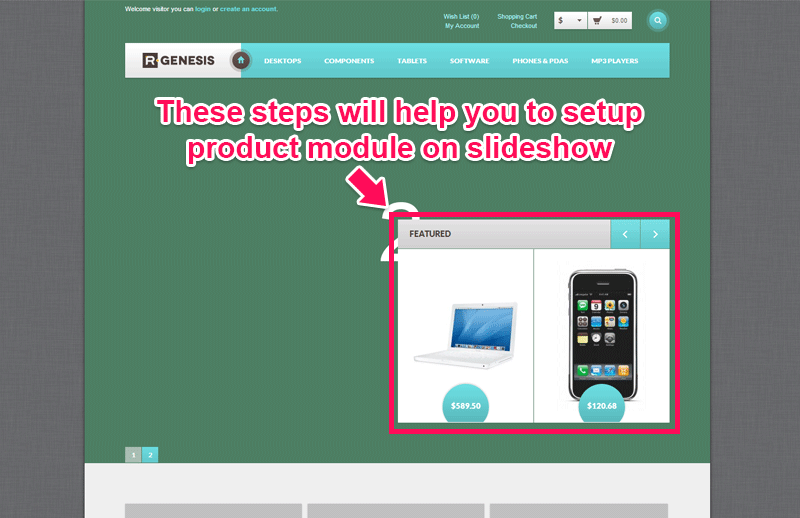 Welcome visitor you can login or create an account.
Wish List (0)
Shopping Cart
My Account
Checkout
$
$0.00
R GENESIS
DESKTOPS
COMPONENTS
TABLETS
SOFTWARE
PHONES & PDAS
MP3 PLAYERS
These steps will help you to setup
product module on slideshow
2
FEATURED
$589.50
$120.68
1
2